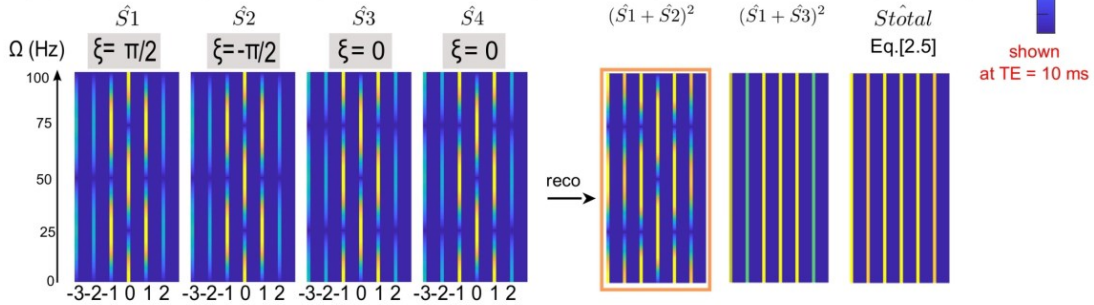 Ŝ1 Ŝ2 Ŝ3 Ŝ4 (Ŝ1 + Ŝ2)² (Ŝ1 + Ŝ3)² Stôtal
Ω (Hz) ξ= π/2 ξ=-π/2 ξ= 0 ξ= 0 Eq.[2.5]
shown
at TE = 10 ms
100
75
50
25
0
reco
-3-2-1 0 1 2 -3-2-1 0 1 2 -3-2-1 0 1 2 -3-2-1 0 1 2